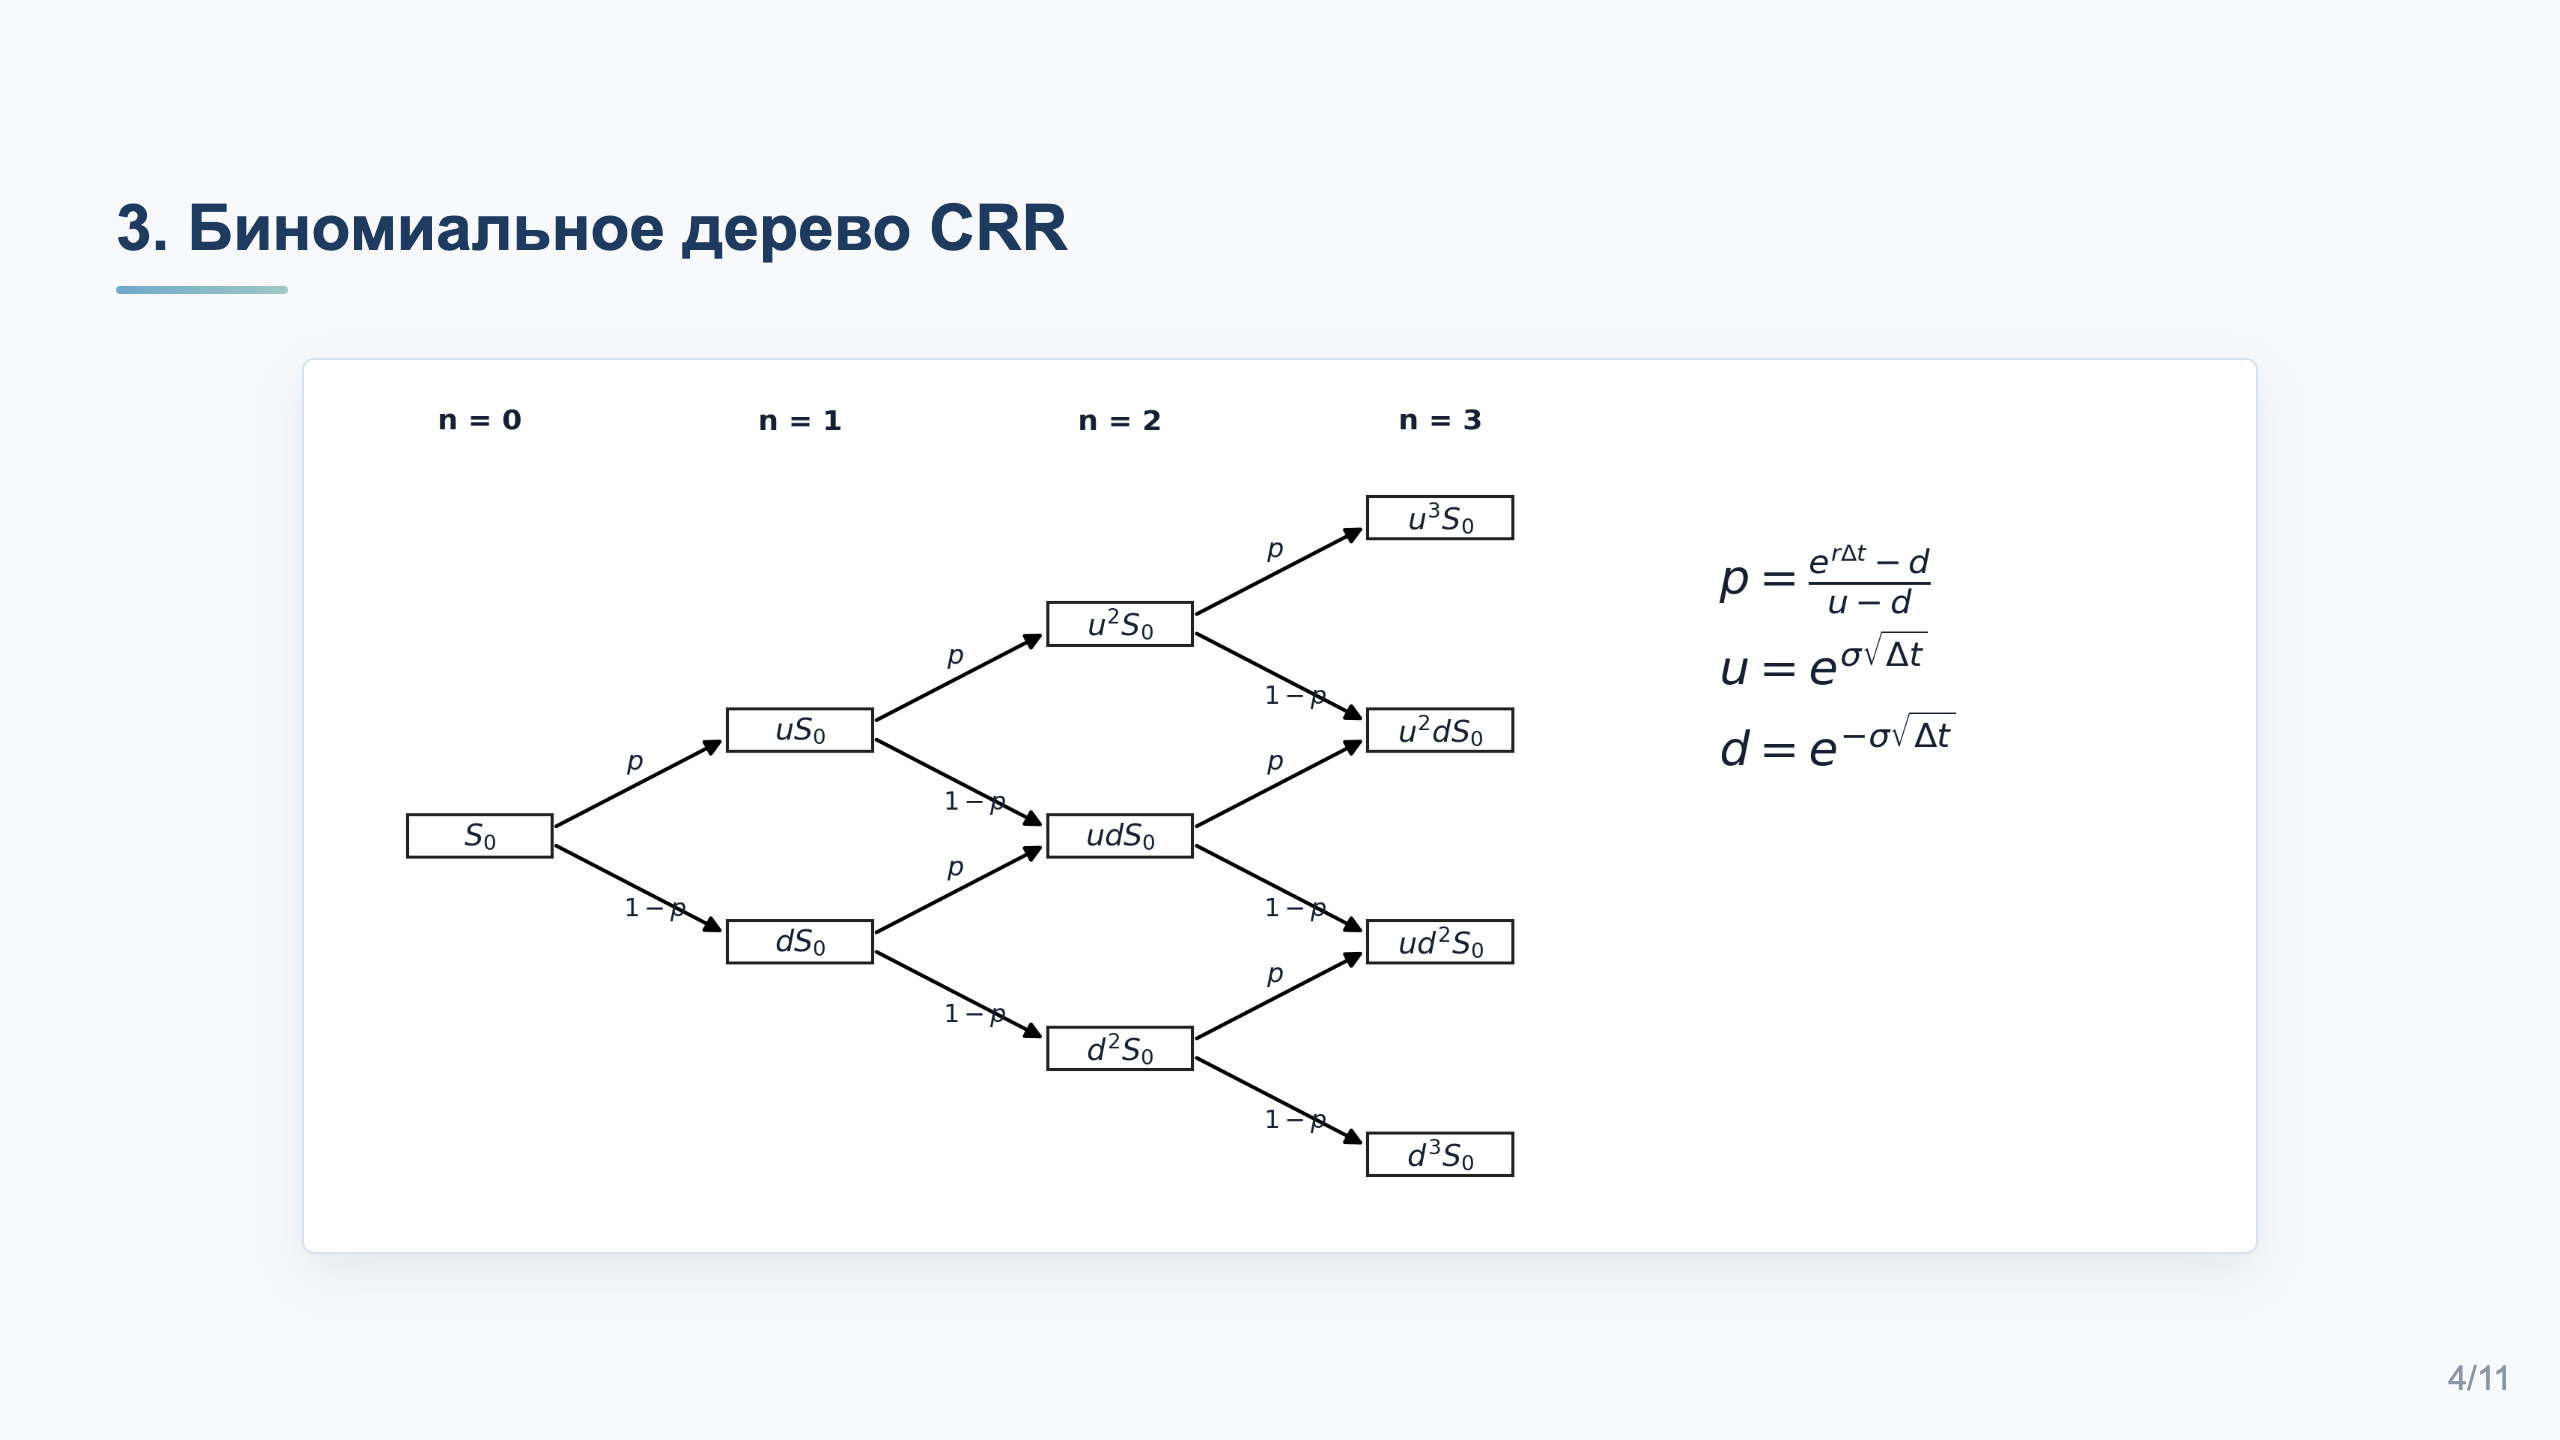 3. Биномиальное дерево CRR
n = 0 n = 1 n = 2 n = 3
u³S₀
p
u²S₀
p
1 − p
uS₀
u²dS₀
p
1 − p
p
S₀
udS₀
1 − p
p
1 − p
dS₀
ud²S₀
1 − p
p
d²S₀
1 − p
d³S₀
p = (e^{rΔt} − d) / (u − d)
u = e^{σ√Δt}
d = e^{−σ√Δt}
4/11